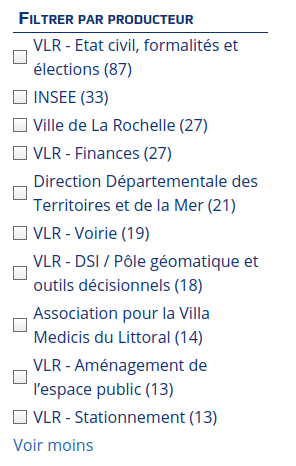 Filtrer par producteur
VLR - Etat civil, formalités et
élections (87)
INSEE (33)
Ville de La Rochelle (27)
VLR - Finances (27)
Direction Départementale des
Territoires et de la Mer (21)
VLR - Voirie (19)
VLR - DSI / Pôle géomatique et
outils décisionnels (18)
Association pour la Villa
Medicis du Littoral (14)
VLR - Aménagement de
l’espace public (13)
VLR - Stationnement (13)
Voir moins